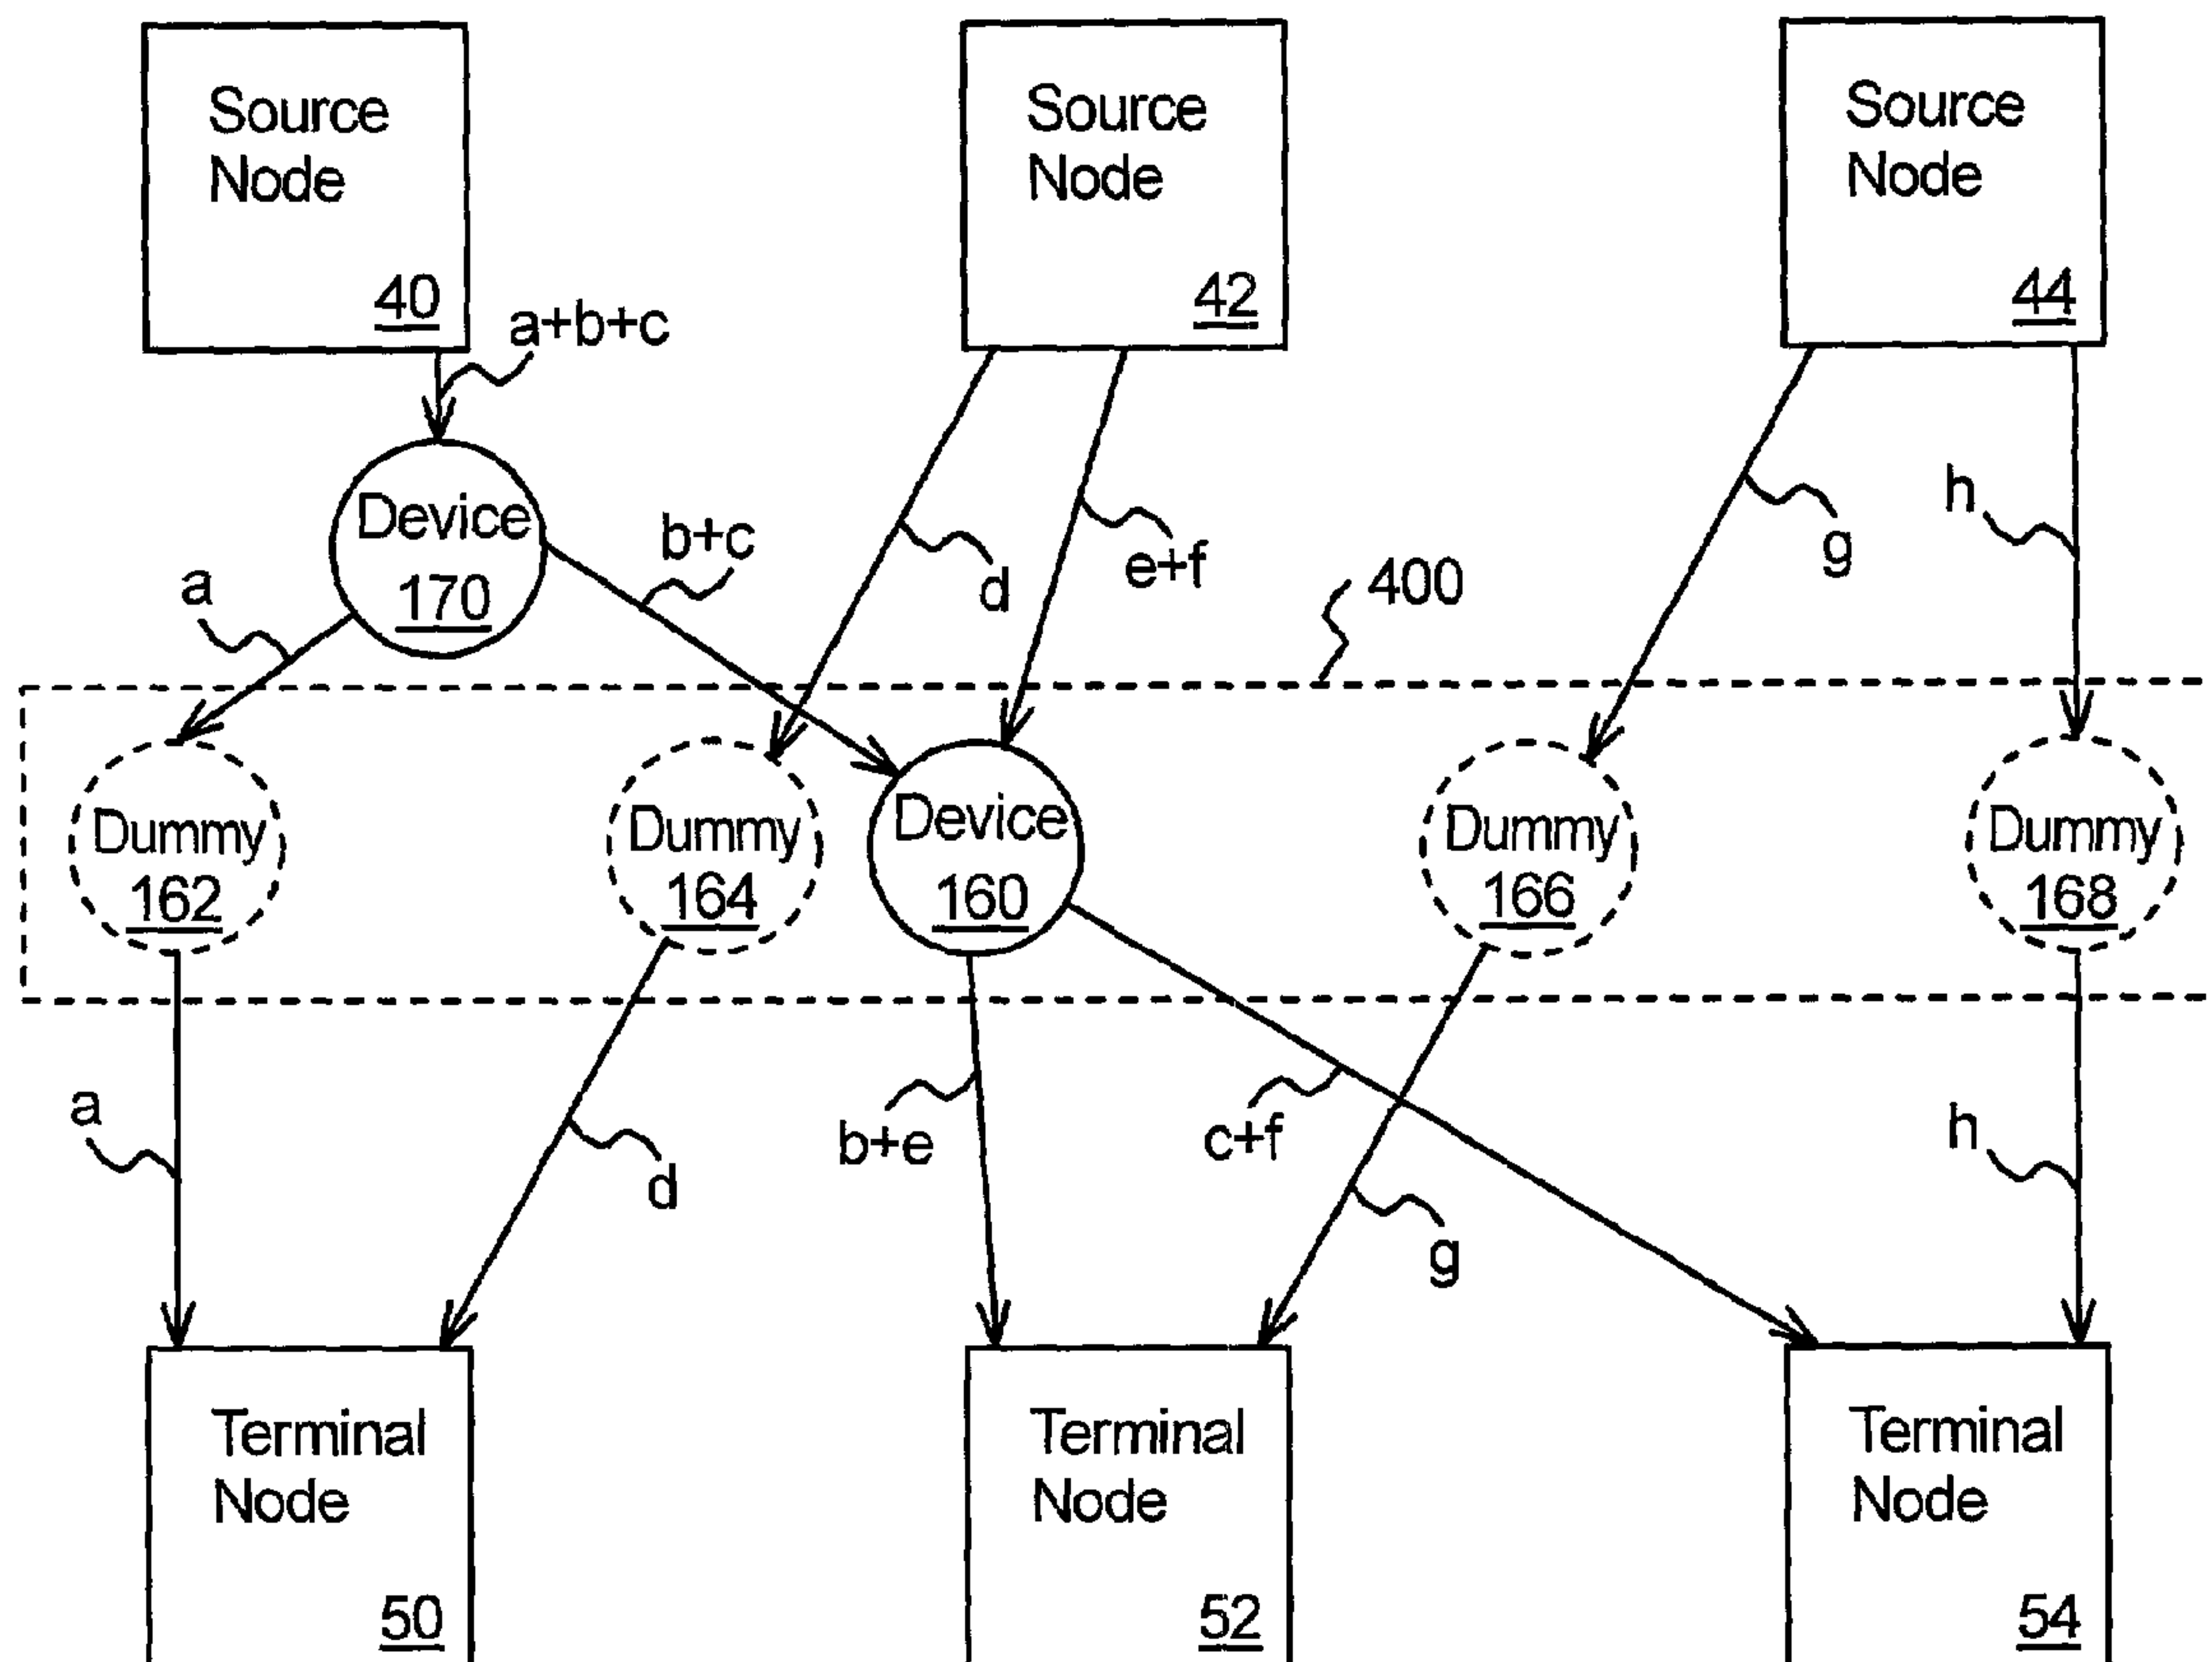 Source
Node
40
Source
Node
42
Source
Node
44
a+b+c
Device
170
b+c
a
d
e+f
400
g
h
Dummy
162
Dummy
164
Device
160
Dummy
166
Dummy
168
a
d
b+e
c+f
g
h
Terminal
Node
50
Terminal
Node
52
Terminal
Node
54